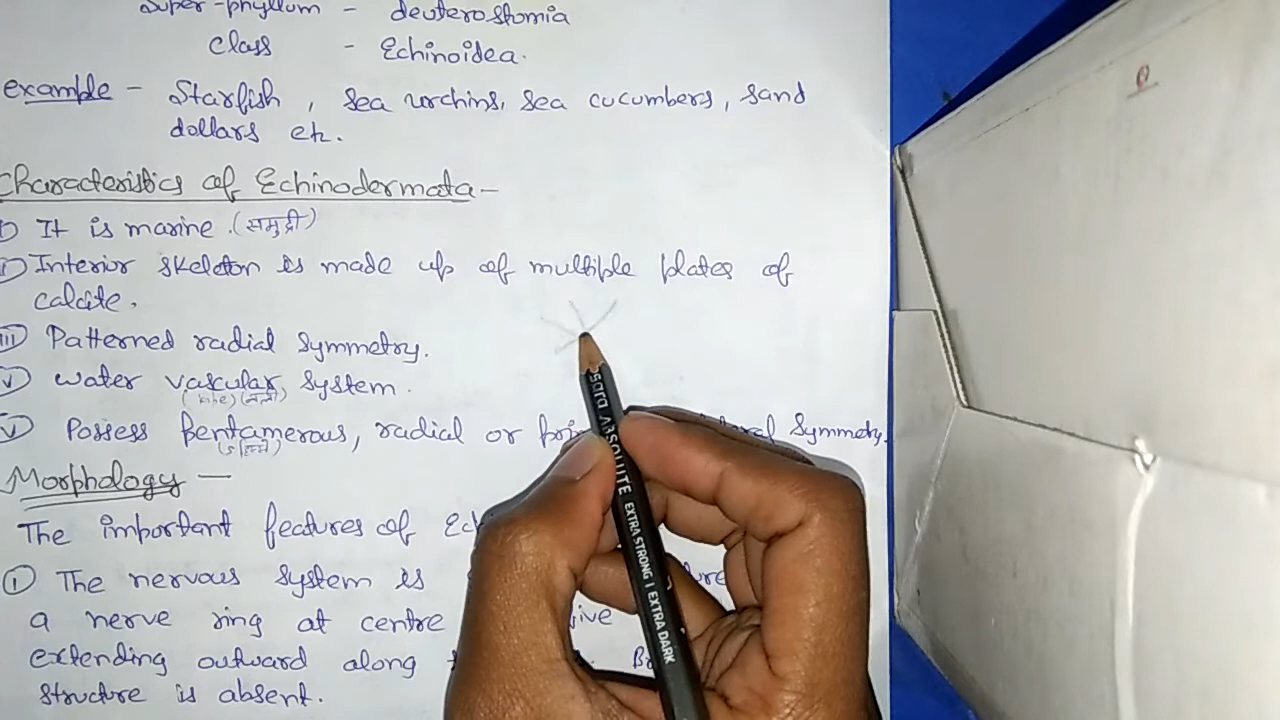 Super-phyllum - deuterostomia
Class - Echinoidea.
example - Starfish, sea urchins, sea cucumbers, sand
dollars etc.
Characteristics of Echinodermata-
I) It is marine. (समुद्री)
II) Interior skeleton is made up of multiple plates of
calcite.
III) Patterned radial symmetry.
V) water vascular system.
V) Possess Pentamerous, radial or symmetry.
Morphology -
The important features of
① The nervous system is
a nerve ring at centre
extending outward along
structure is absent.
ABSOLUTE EXTRA STRONG | EXTRA DARK